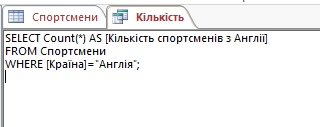 Спортсмени
Кількість
SELECT Count(*) AS [Кількість спортсменів з Англії]
FROM Спортсмени
WHERE [Країна]="Англія";